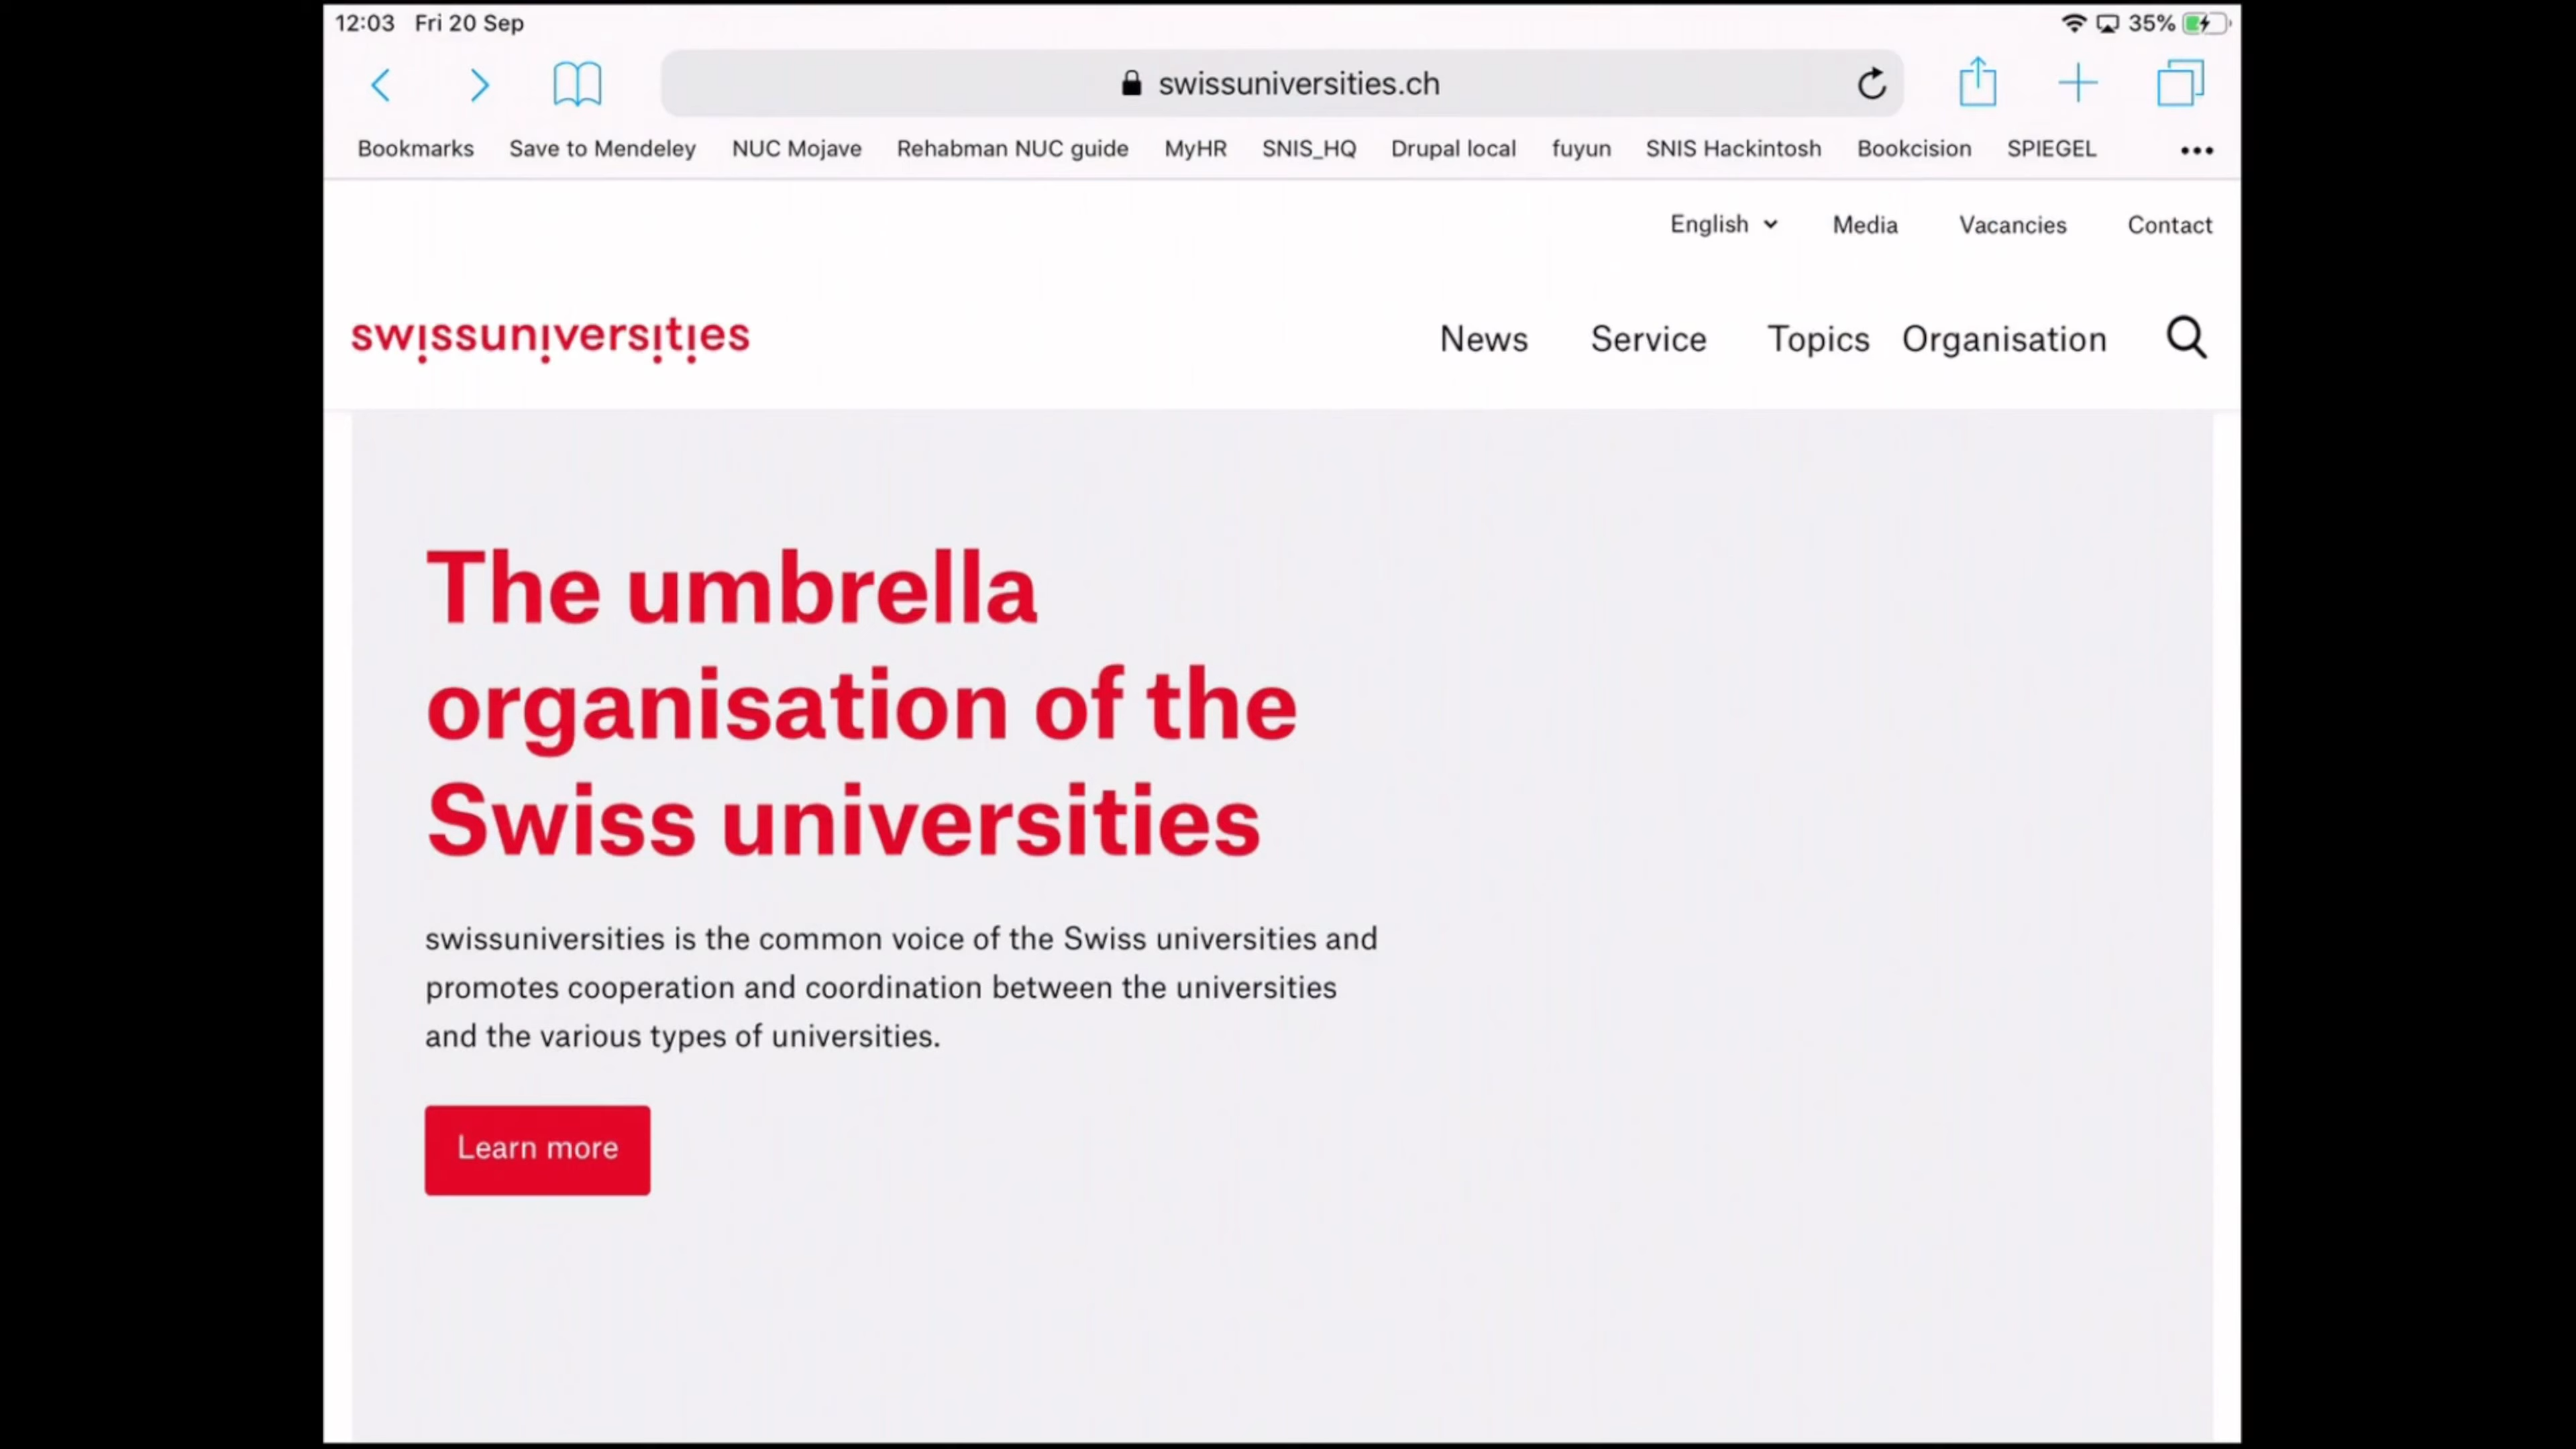 12:03 Fri 20 Sep 35%
swissuniversities.ch
Bookmarks Save to Mendeley NUC Mojave Rehabman NUC guide MyHR SNIS_HQ Drupal local fuyun SNIS Hackintosh Bookcision SPIEGEL •••
English Media Vacancies Contact
swissuniversities News Service Topics Organisation
The umbrella
organisation of the
Swiss universities
swissuniversities is the common voice of the Swiss universities and
promotes cooperation and coordination between the universities
and the various types of universities.
Learn more